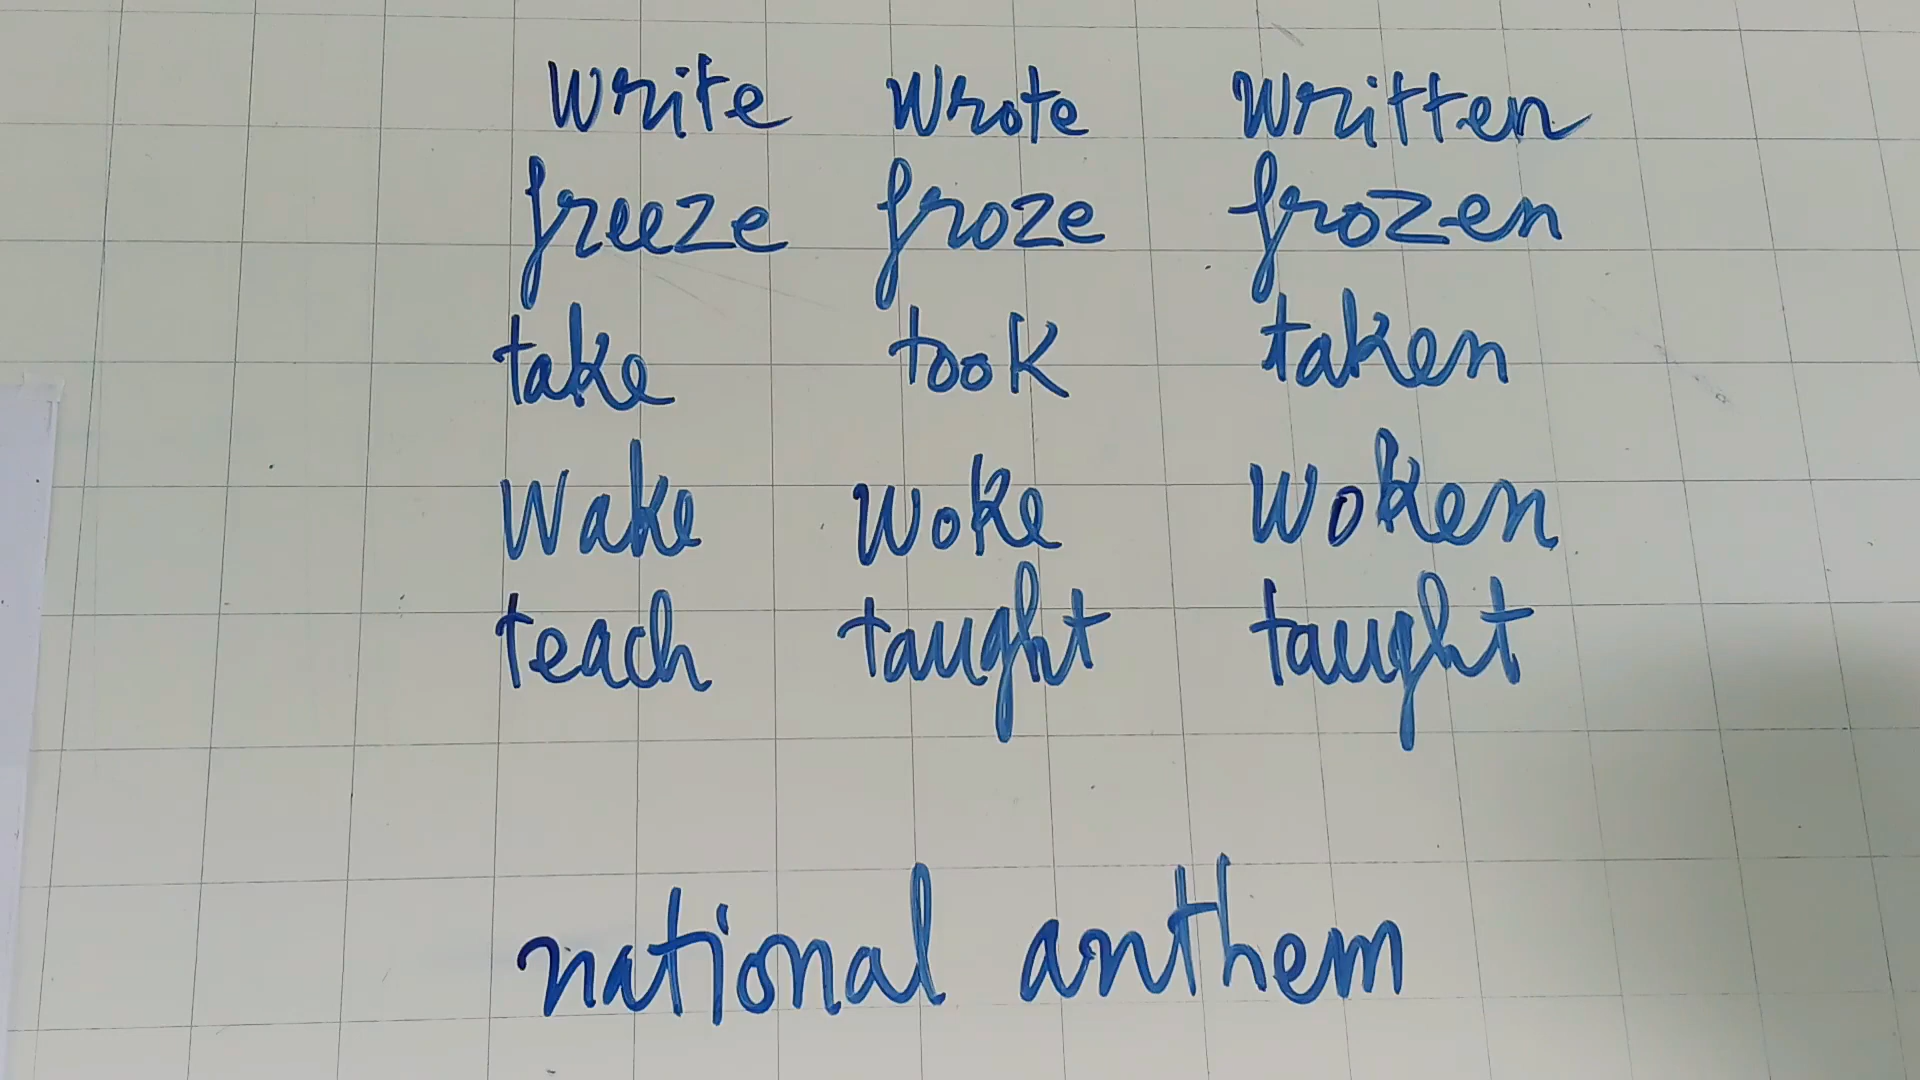 write wrote written
freeze froze frozen
take took taken
Wake woke woken
teach taught taught
national anthem